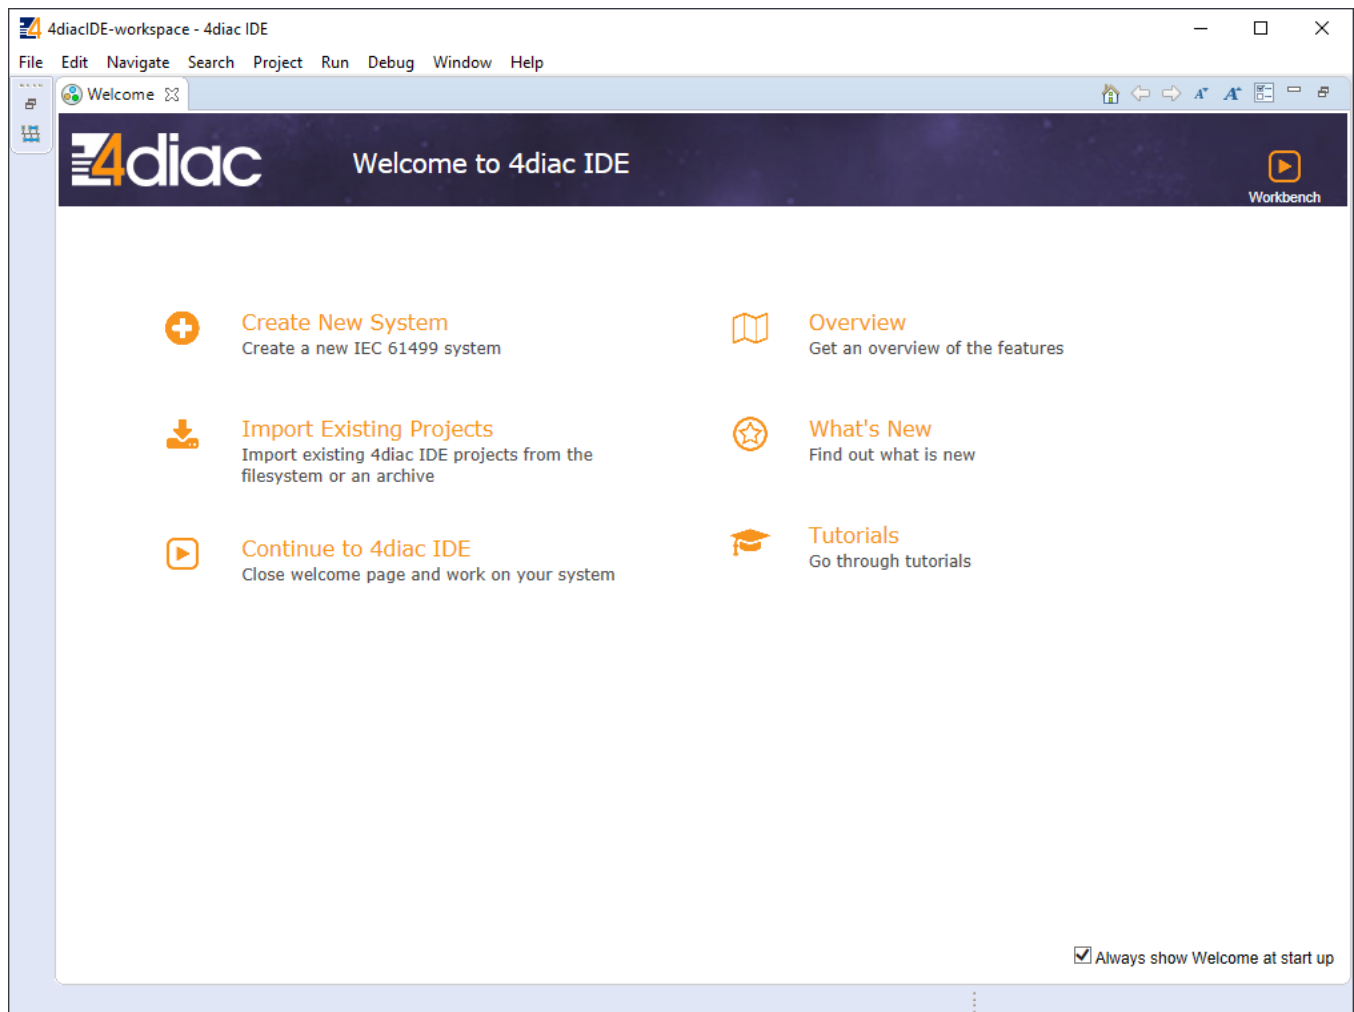 4diacIDE-workspace - 4diac IDE
File Edit Navigate Search Project Run Debug Window Help
Welcome
4diac
Welcome to 4diac IDE
Workbench
Create New System
Create a new IEC 61499 system
Import Existing Projects
Import existing 4diac IDE projects from the
filesystem or an archive
Continue to 4diac IDE
Close welcome page and work on your system
Overview
Get an overview of the features
What's New
Find out what is new
Tutorials
Go through tutorials
Always show Welcome at start up